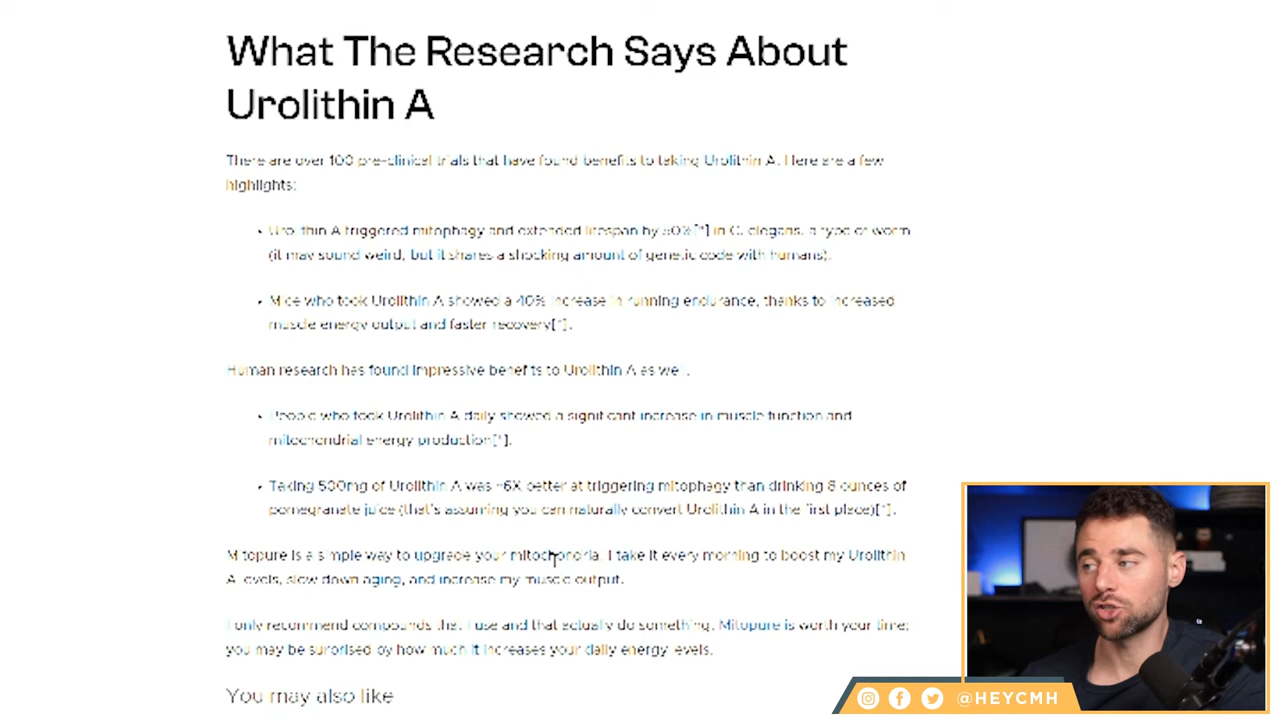 What The Research Says About
Urolithin A
There are over 100 pre-clinical trials that have found benefits to taking Urolithin A. Here are a few
highlights:
• Urolithin A triggered mitophagy and extended lifespan by 50%[*] in C. elegans, a type of worm
(it may sound weird, but it shares a shocking amount of genetic code with humans).
• Mice who took Urolithin A showed a 40% increase in running endurance, thanks to increased
muscle energy output and faster recovery[*].
Human research has found impressive benefits to Urolithin A as well.
• People who took Urolithin A daily showed a significant increase in muscle function and
mitochondrial energy production[*].
• Taking 500mg of Urolithin A was ~6X better at triggering mitophagy than drinking 8 ounces of
pomegranate juice (that's assuming you can naturally convert Urolithin A in the first place)[*].
Mitopure is a simple way to upgrade your mitochondria. I take it every morning to boost my Urolithin
A levels, slow down aging, and increase my muscle output.
I only recommend compounds that I use and that actually do something. Mitopure is worth your time;
you may be surprised by how much it increases your daily energy levels.
You may also like
@HEYCMH